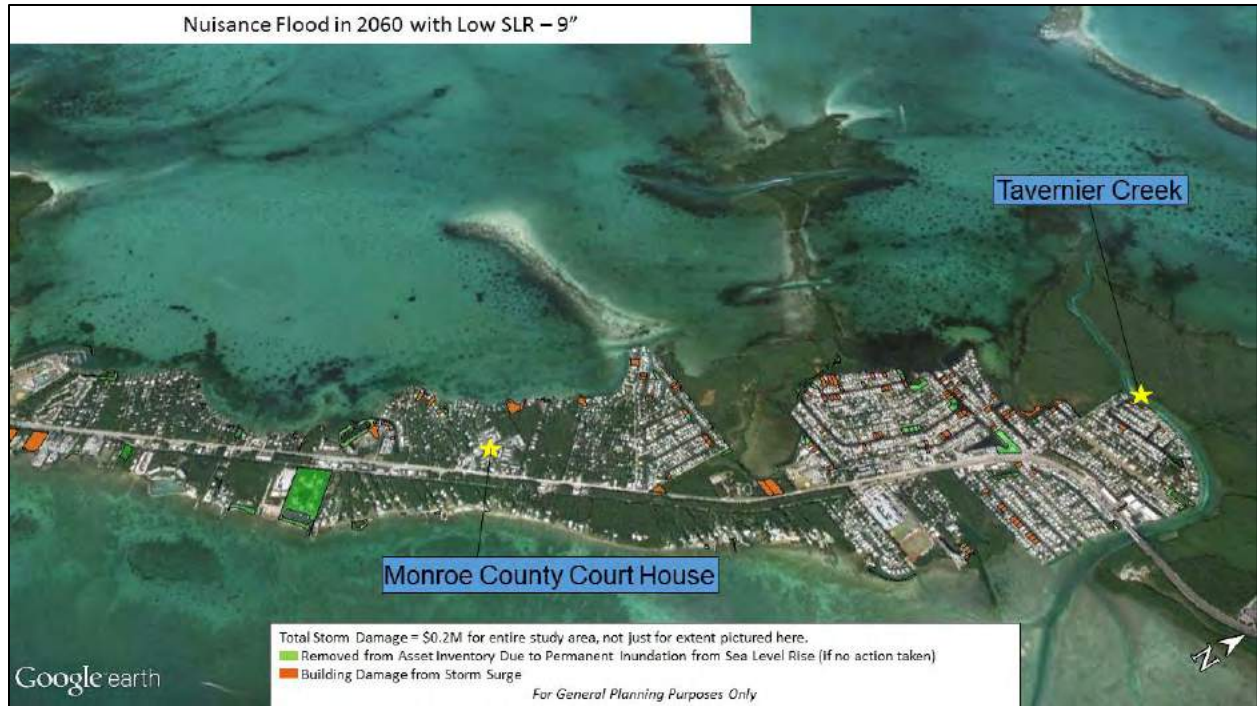 Nuisance Flood in 2060 with Low SLR – 9”
Tavernier Creek
Monroe County Court House
Total Storm Damage = $0.2M for entire study area, not just for extent pictured here.
Removed from Asset Inventory Due to Permanent Inundation from Sea Level Rise (if no action taken)
Building Damage from Storm Surge
For General Planning Purposes Only
Google earth
N